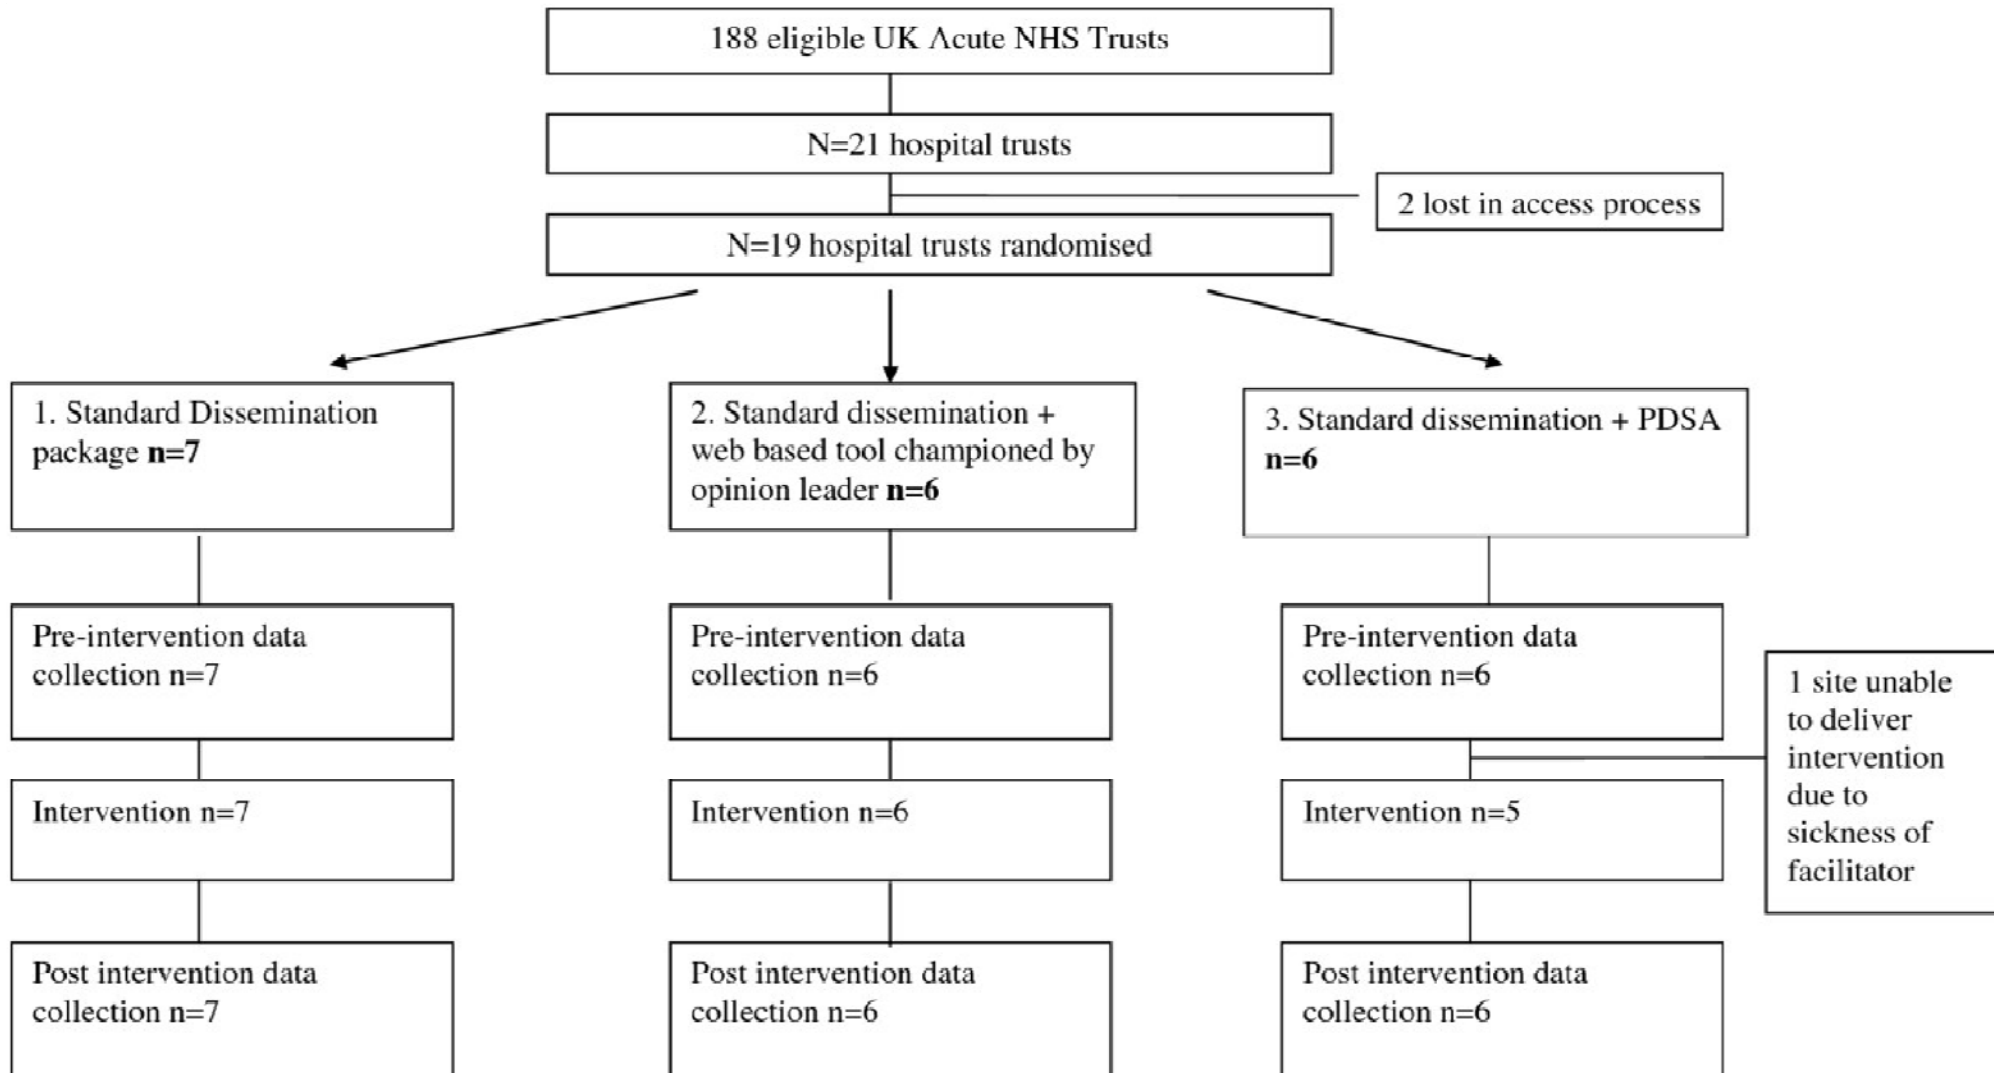 188 eligible UK Acute NHS Trusts
N=21 hospital trusts
2 lost in access process
N=19 hospital trusts randomised
1. Standard Dissemination
package n=7
2. Standard dissemination +
web based tool championed by
opinion leader n=6
3. Standard dissemination + PDSA
n=6
Pre-intervention data
collection n=7
Pre-intervention data
collection n=6
Pre-intervention data
collection n=6
1 site unable
to deliver
intervention
due to
sickness of
facilitator
Intervention n=7
Intervention n=6
Intervention n=5
Post intervention data
collection n=7
Post intervention data
collection n=6
Post intervention data
collection n=6